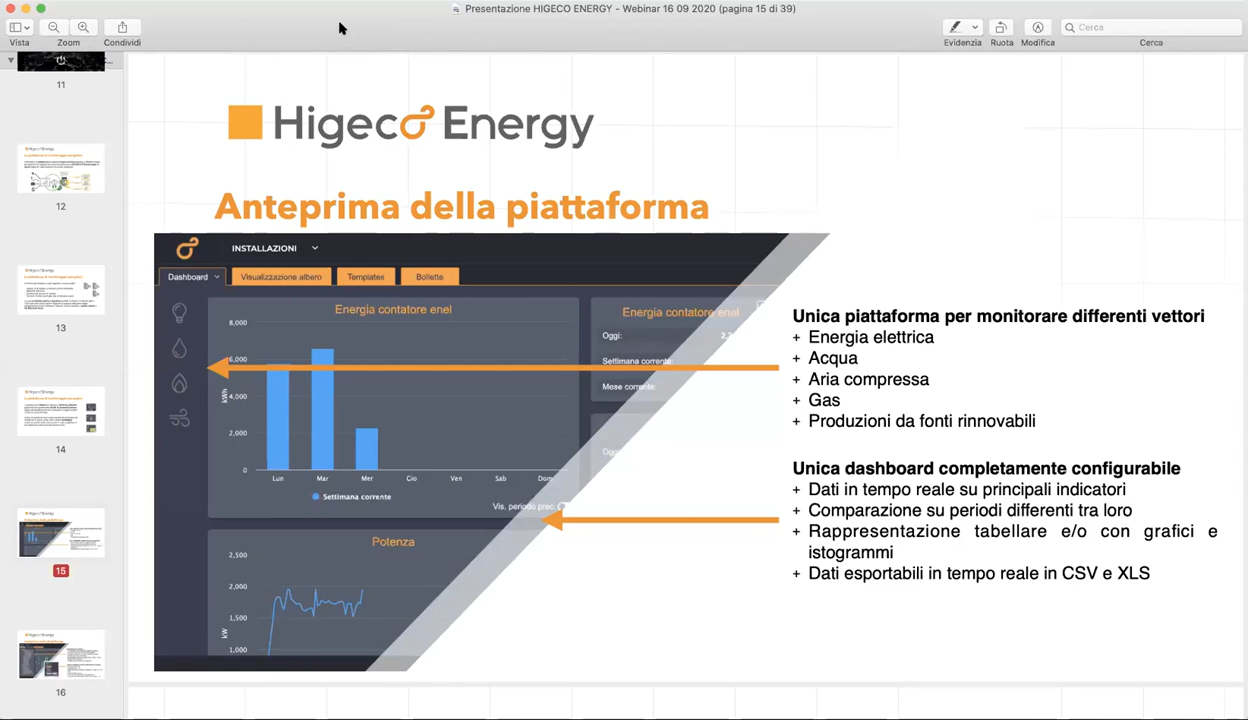 Presentazione HIGECO ENERGY - Webinar 16 09 2020 (pagina 15 di 39)
Vista
Zoom
Condividi
Evidenzia
Ruota
Modifica
Cerca
Cerca
11
12
13
14
15
16
Higeco Energy
Anteprima della piattaforma
INSTALLAZIONI
Dashboard
Visualizzazione albero
Templates
Bollette
Energia contatore enel
8,000
6,000
4,000
2,000
0
kWh
Lun
Mar
Mer
Gio
Ven
Sab
Dom
Settimana corrente
Vis. periodo prec.
Energia contatore enel
Oggi:
Settimana corrente:
Mese corrente:
Potenza
2,500
2,000
1,500
1,000
kW
Unica piattaforma per monitorare differenti vettori
+ Energia elettrica
+ Acqua
+ Aria compressa
+ Gas
+ Produzioni da fonti rinnovabili
Unica dashboard completamente configurabile
+ Dati in tempo reale su principali indicatori
+ Comparazione su periodi differenti tra loro
+ Rappresentazione tabellare e/o con grafici e
istogrammi
+ Dati esportabili in tempo reale in CSV e XLS